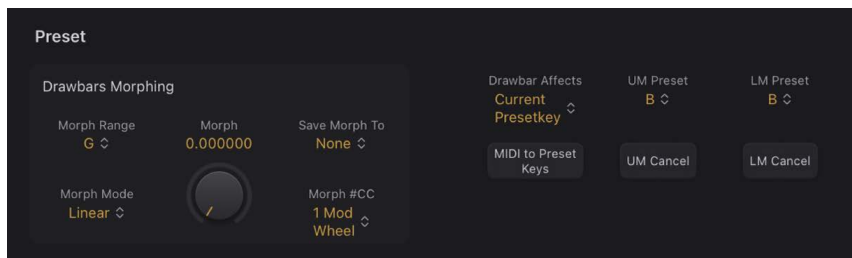 Preset
Drawbars Morphing
Morph Range
G
Morph
0.000000
Save Morph To
None
Morph Mode
Linear
Morph #CC
1 Mod
Wheel
Drawbar Affects
Current
Presetkey
UM Preset
B
LM Preset
B
MIDI to Preset
Keys
UM Cancel
LM Cancel